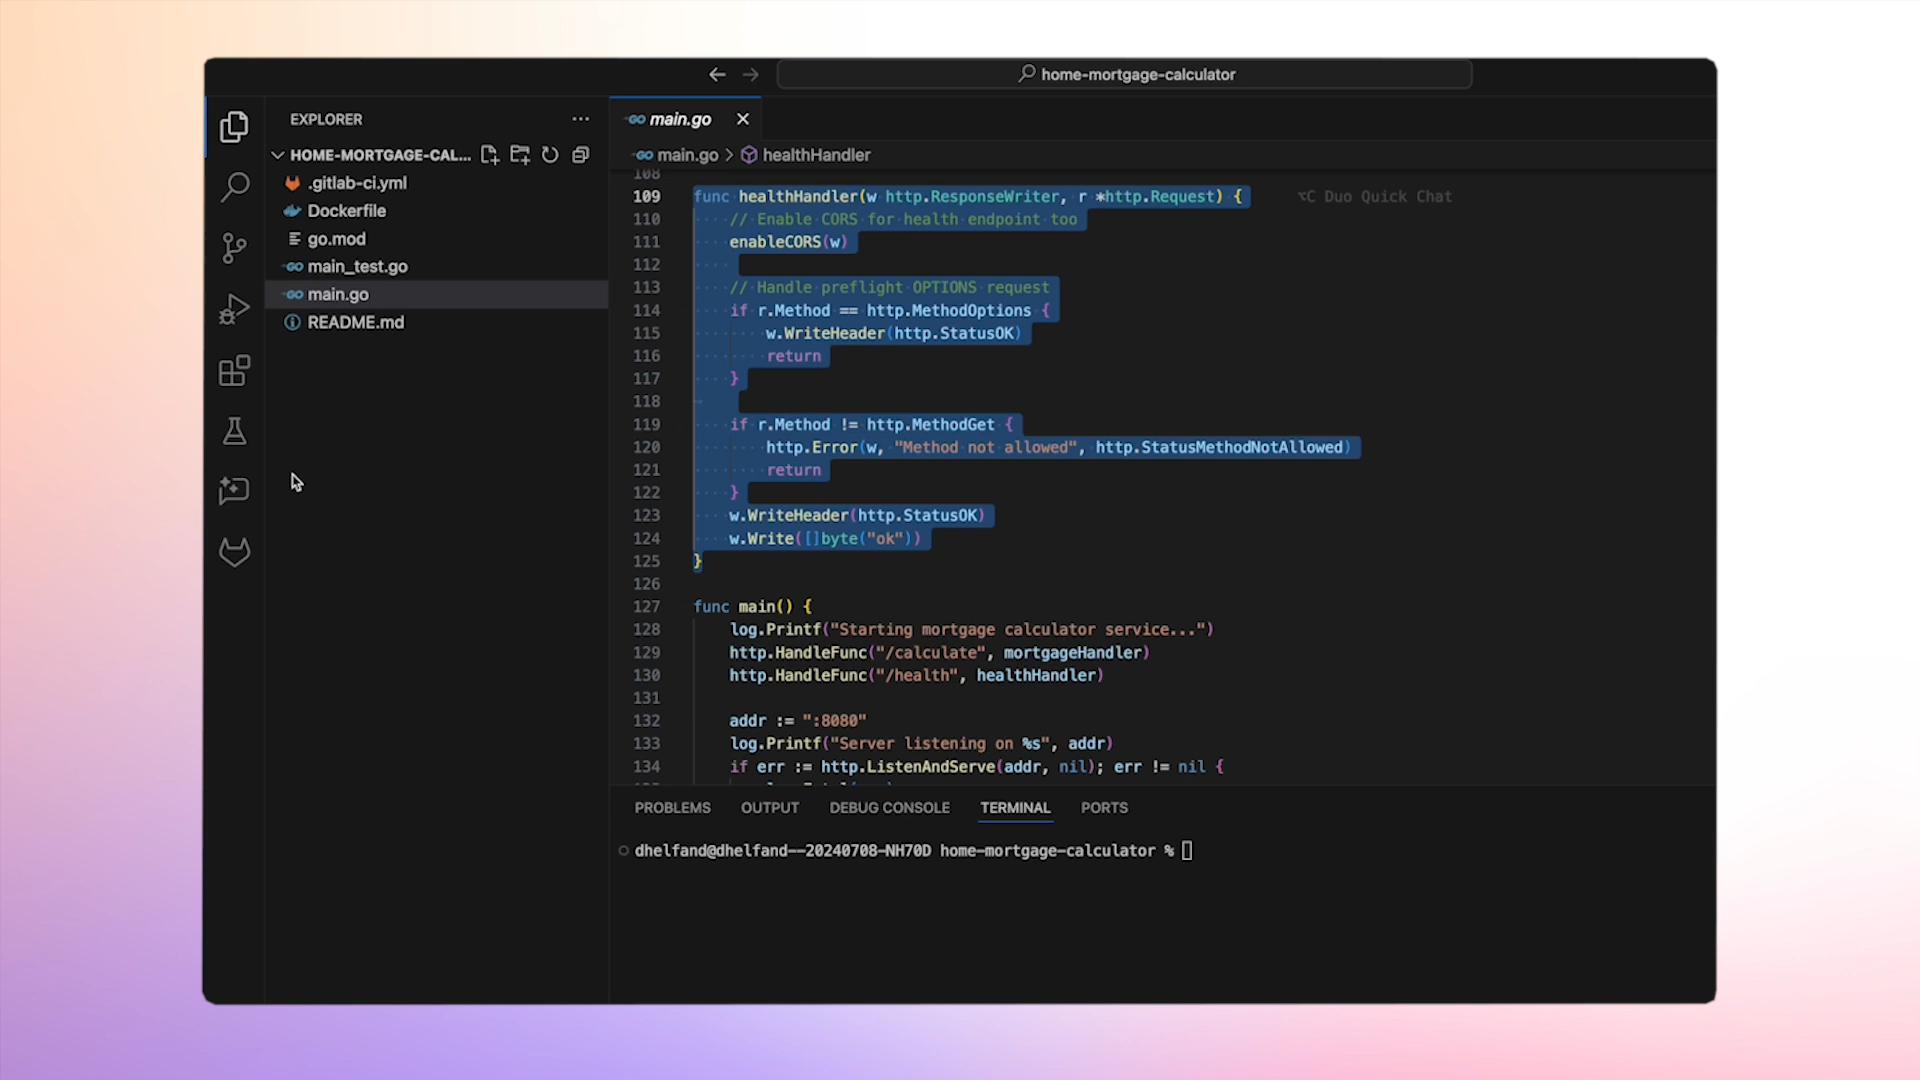 home-mortgage-calculator
EXPLORER
HOME-MORTGAGE-CAL...
.gitlab-ci.yml
Dockerfile
go.mod
main_test.go
main.go
README.md
main.go
main.go > healthHandler
108
109 func healthHandler(w http.ResponseWriter, r *http.Request) { ⌥C Duo Quick Chat
110 // Enable CORS for health endpoint too
111 enableCORS(w)
112
113 // Handle preflight OPTIONS request
114 if r.Method == http.MethodOptions {
115 w.WriteHeader(http.StatusOK)
116 return
117 }
118
119 if r.Method != http.MethodGet {
120 http.Error(w, "Method not allowed", http.StatusMethodNotAllowed)
121 return
122 }
123 w.WriteHeader(http.StatusOK)
124 w.Write([]byte("ok"))
125 }
126
127 func main() {
128 log.Printf("Starting mortgage calculator service...")
129 http.HandleFunc("/calculate", mortgageHandler)
130 http.HandleFunc("/health", healthHandler)
131
132 addr := ":8080"
133 log.Printf("Server listening on %s", addr)
134 if err := http.ListenAndServe(addr, nil); err != nil {
PROBLEMS OUTPUT DEBUG CONSOLE TERMINAL PORTS
dhelfand@dhelfand--20240708-NH70D home-mortgage-calculator %